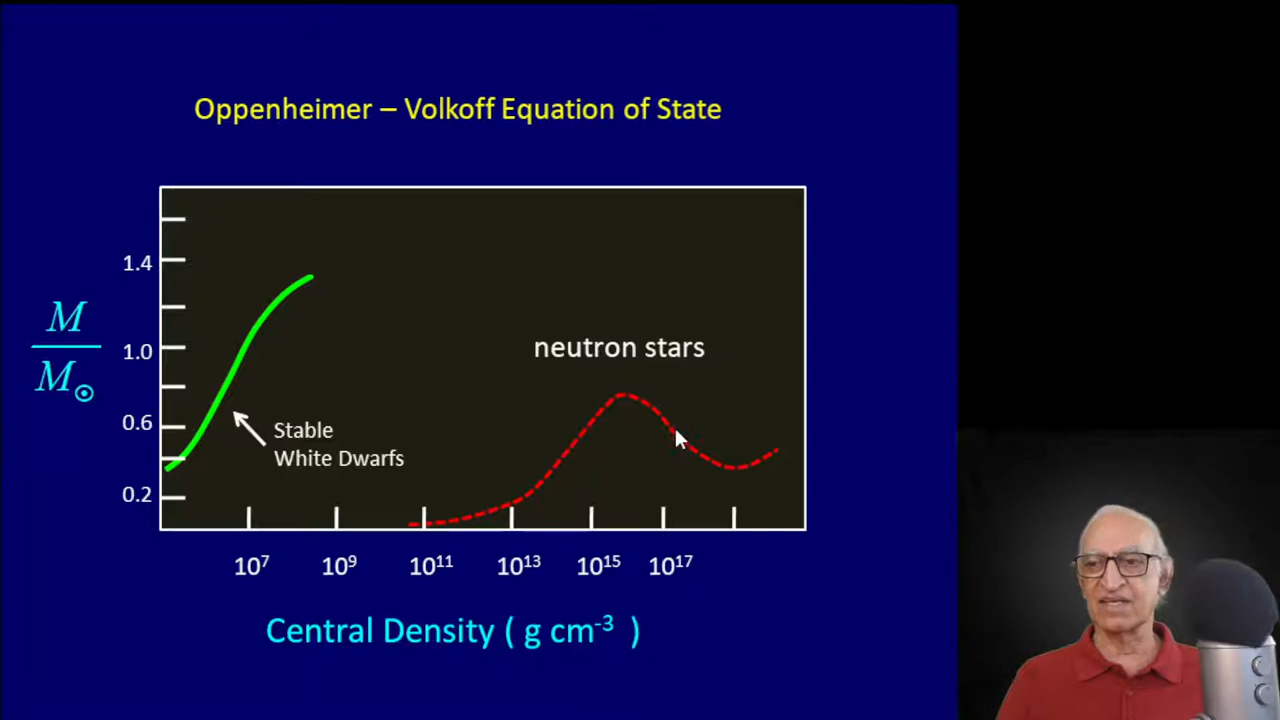 Oppenheimer – Volkoff Equation of State
1.4
1.0
0.6
0.2
M
M☉
neutron stars
Stable
White Dwarfs
10⁷ 10⁹ 10¹¹ 10¹³ 10¹⁵ 10¹⁷
Central Density ( g cm⁻³ )